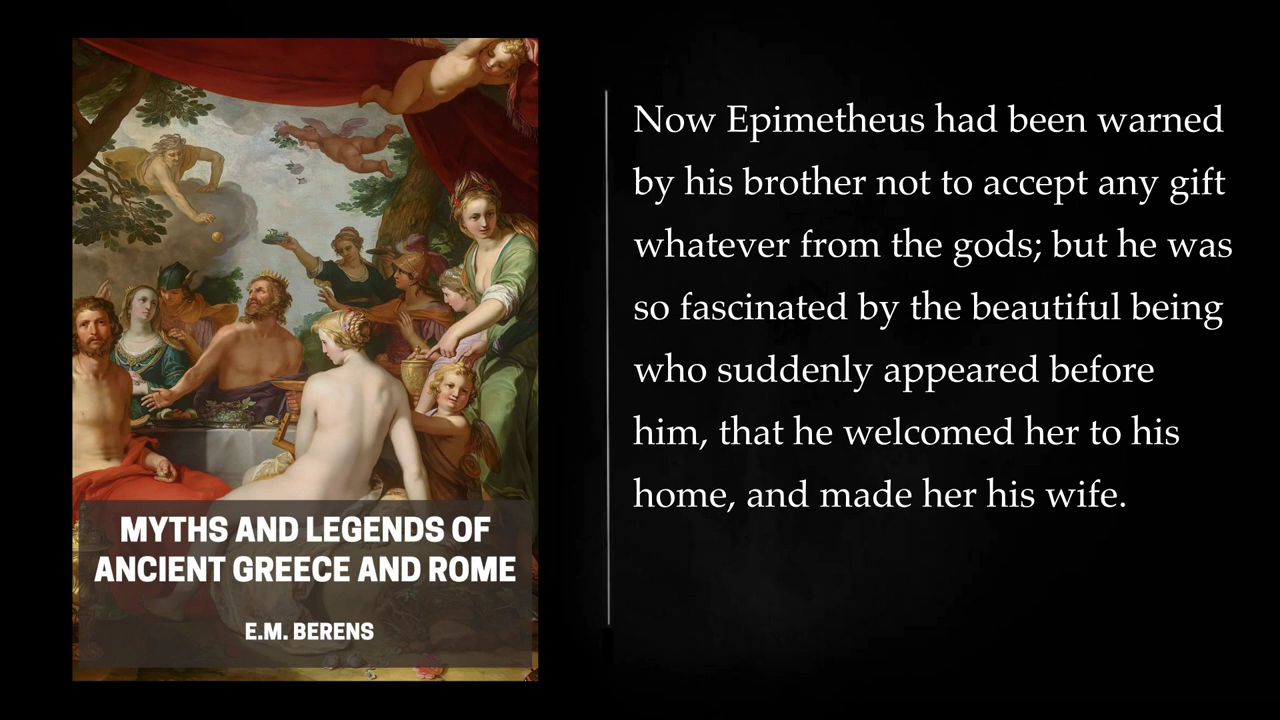 MYTHS AND LEGENDS OF
ANCIENT GREECE AND ROME
E.M. BERENS
Now Epimetheus had been warned
by his brother not to accept any gift
whatever from the gods; but he was
so fascinated by the beautiful being
who suddenly appeared before
him, that he welcomed her to his
home, and made her his wife.